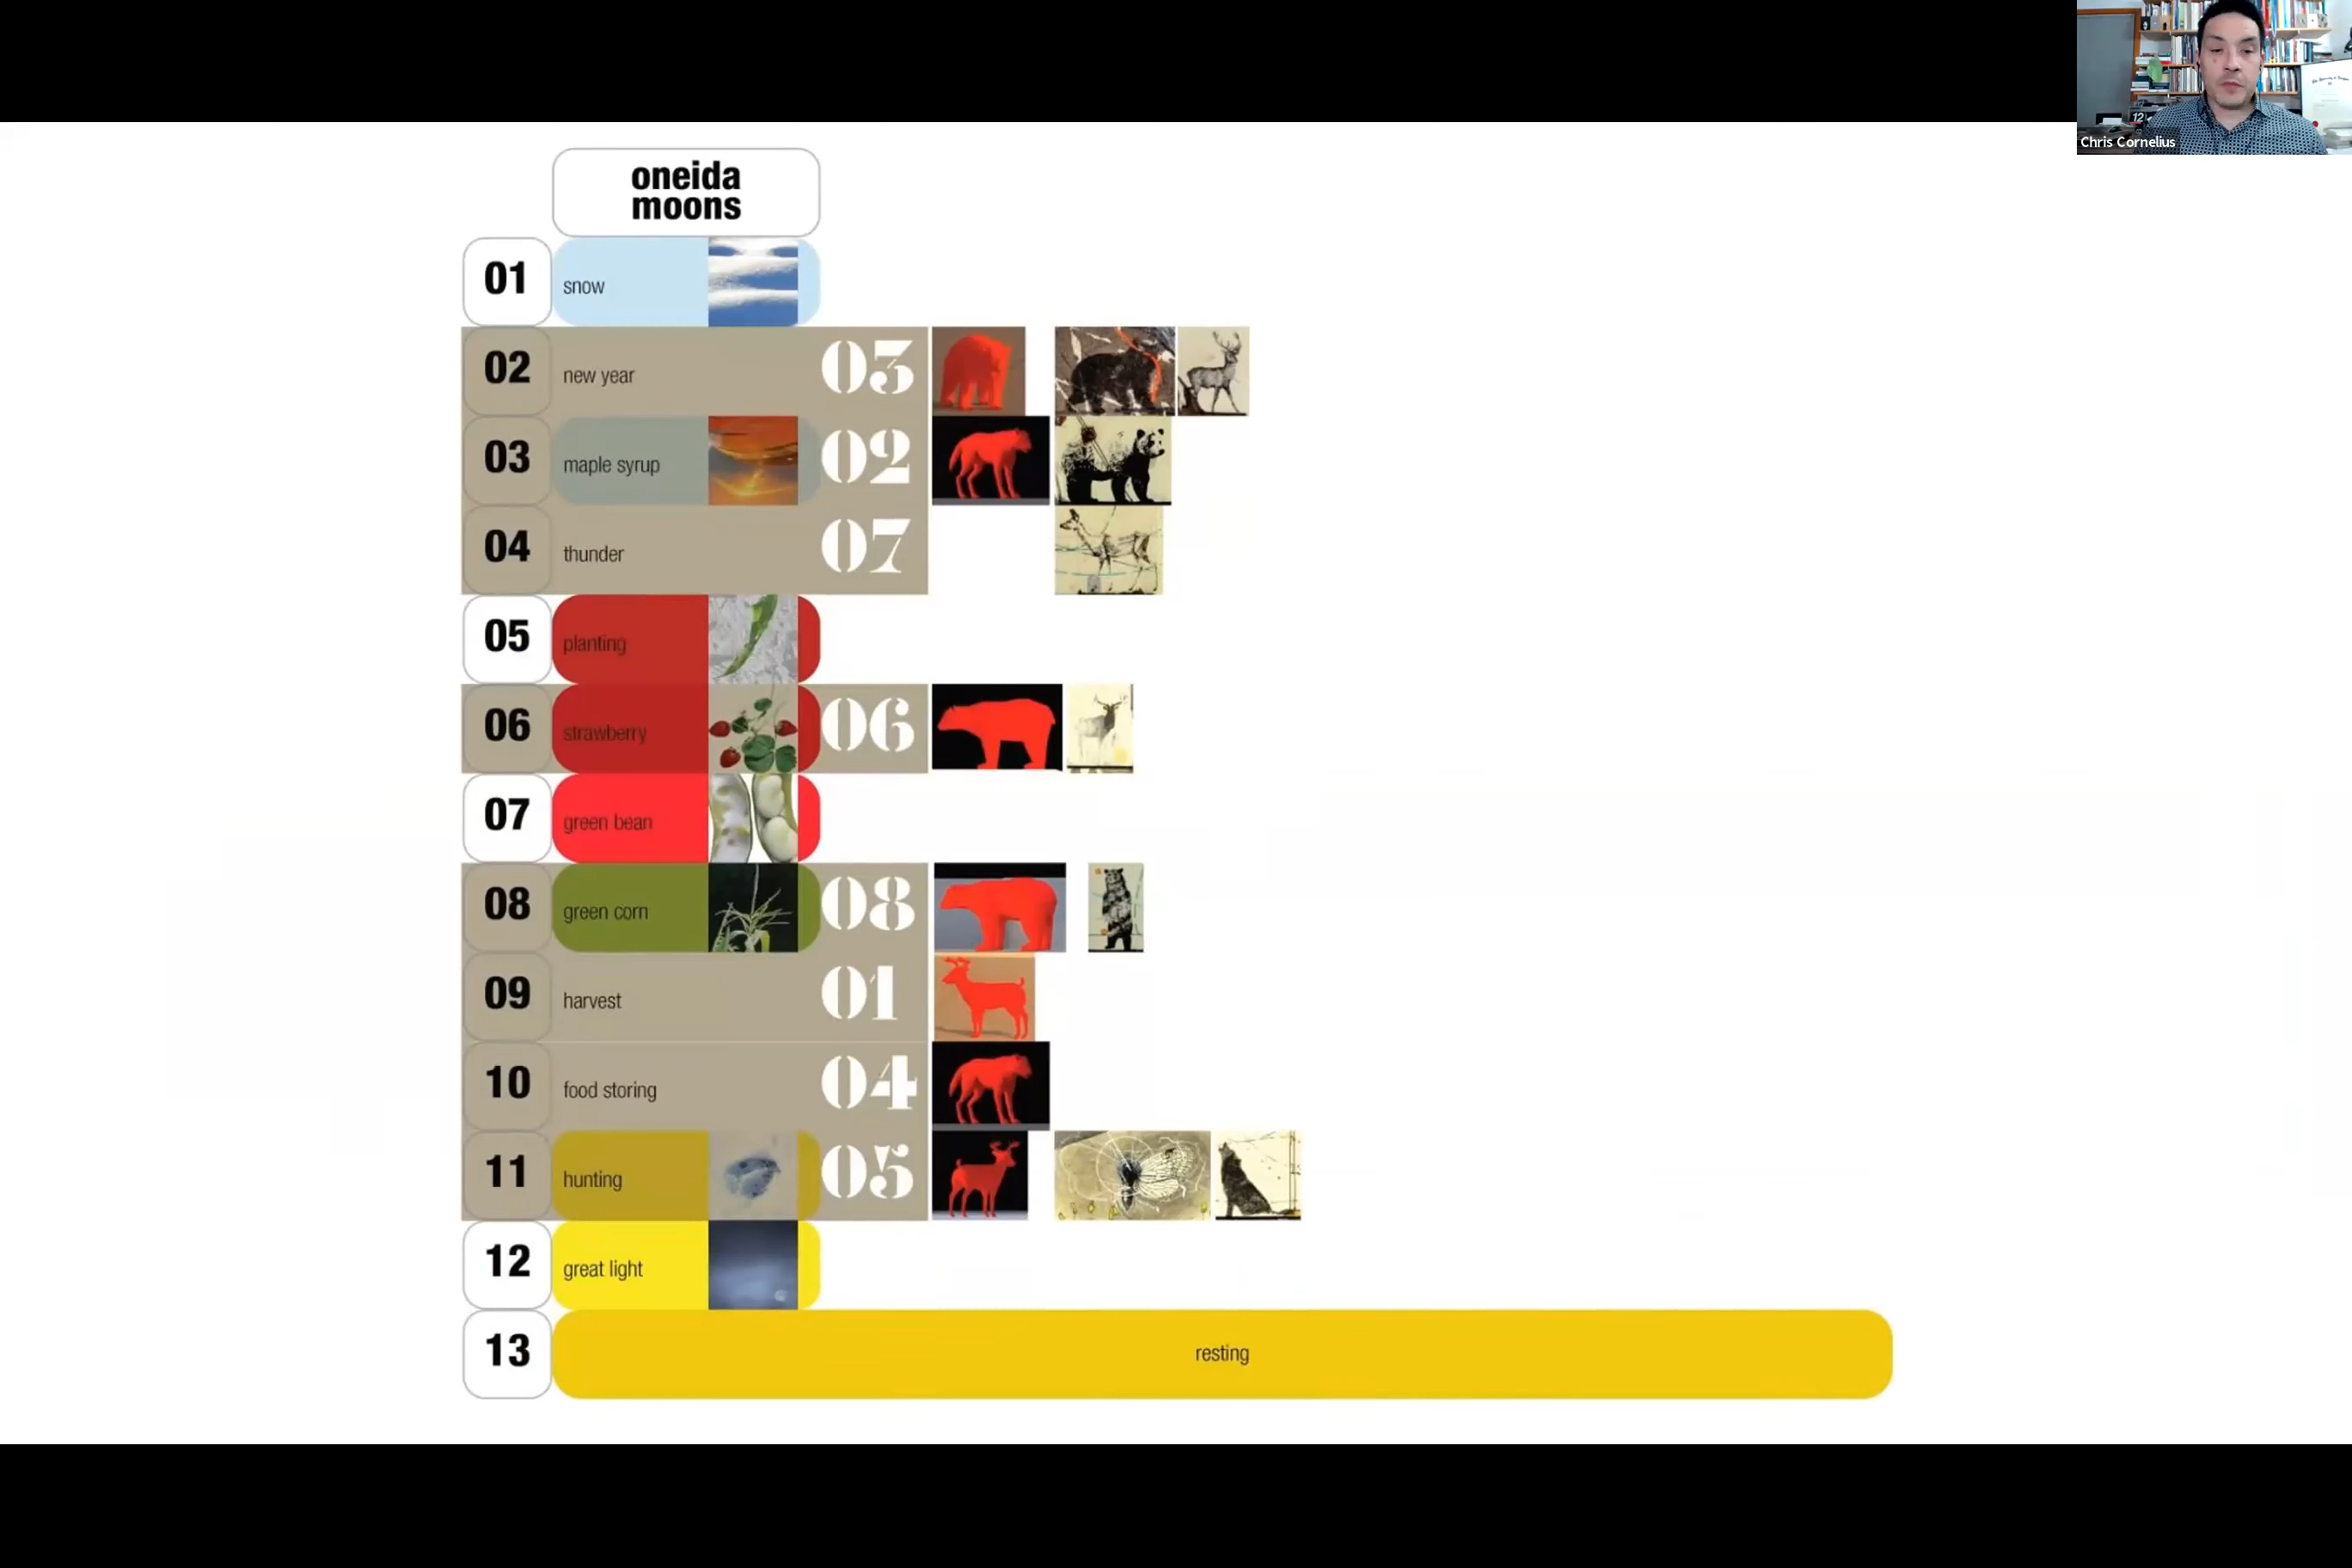 Chris Cornelius
oneida
moons
01 snow
02 new year 03
03 maple syrup 02
04 thunder 07
05 planting
06 strawberry 06
07 green bean
08 green corn 08
09 harvest 01
10 food storing 04
11 hunting 05
12 great light
13 resting